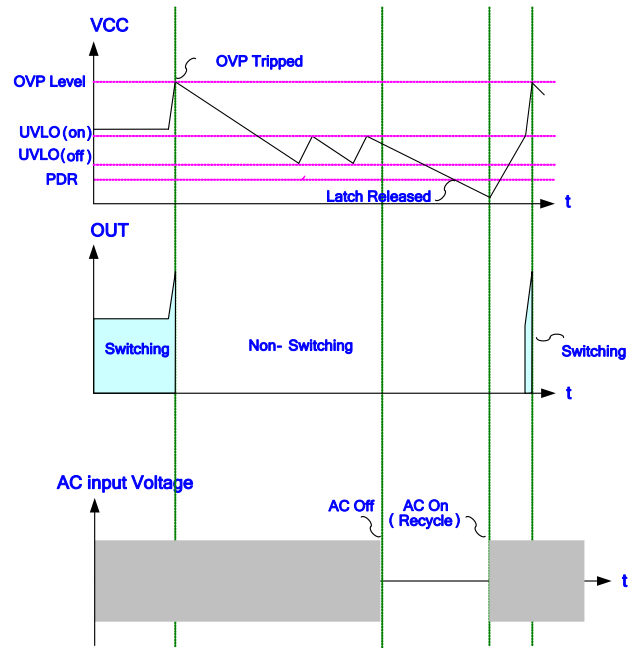 VCC
OVP Tripped
OVP Level
UVLO(on)
UVLO(off)
PDR
Latch Released
t
OUT
Switching
Non- Switching
Switching
t
AC input Voltage
AC Off
AC On
( Recycle)
t